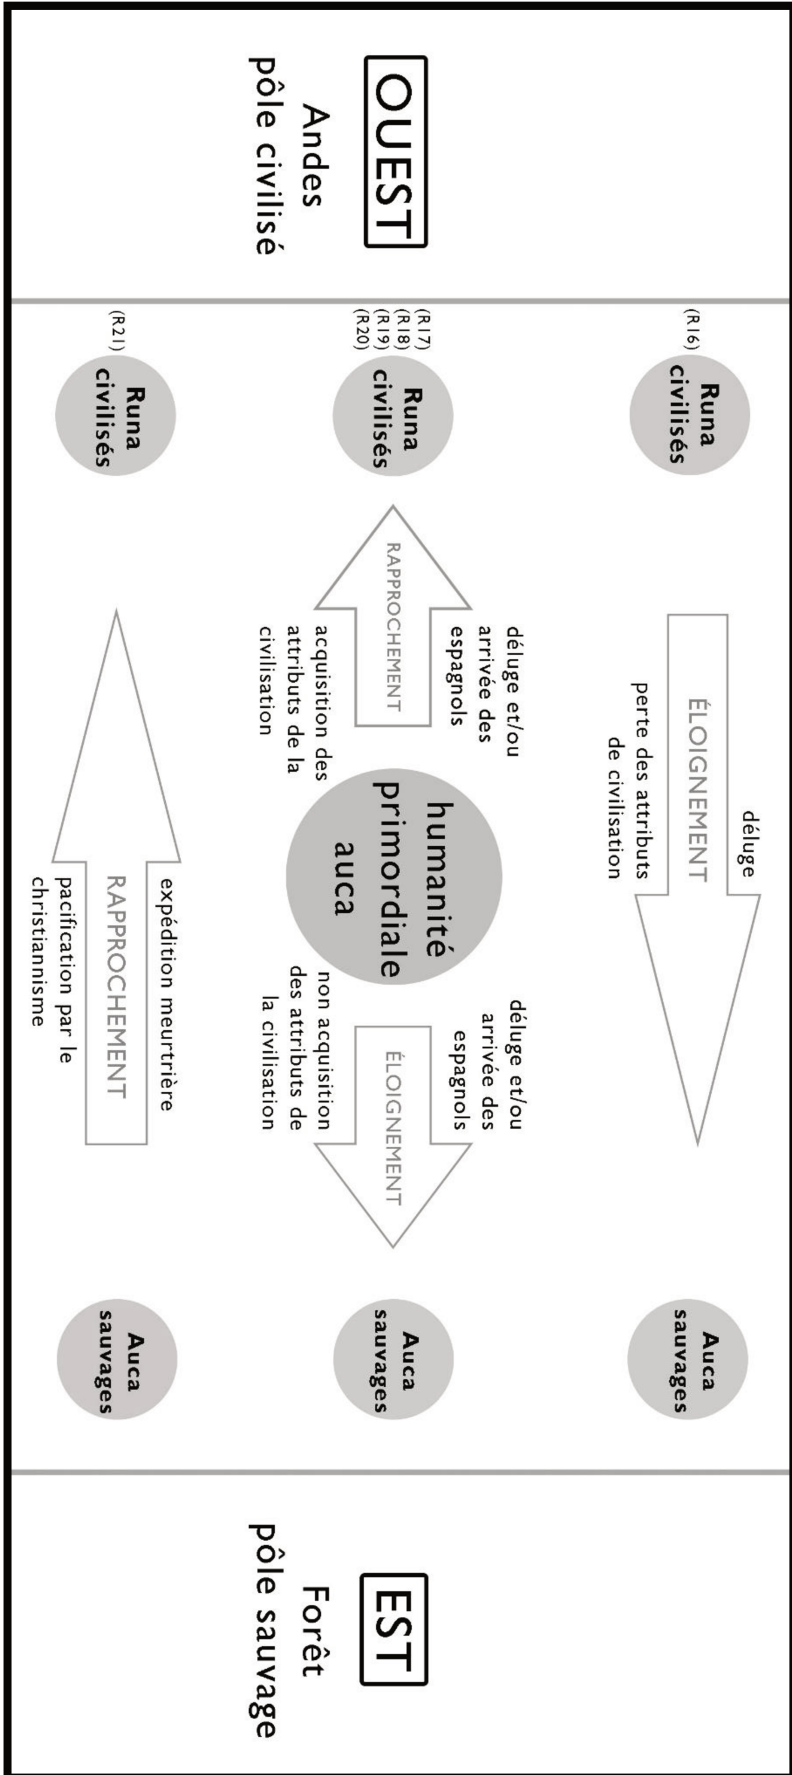 OUEST
Andes
pôle civilisé
(R16)
Runa
civilisés
déluge
ÉLOIGNEMENT
perte des attributs
de civilisation
Auca
sauvages
(R17)
(R18)
(R19)
(R20)
Runa
civilisés
déluge et/ou
arrivée des
espagnols
RAPPROCHEMENT
acquisition des
attributs de la
civilisation
humanité
primordiale
auca
déluge et/ou
arrivée des
espagnols
ÉLOIGNEMENT
non acquisition
des attributs de
la civilisation
Auca
sauvages
(R21)
Runa
civilisés
expédition meurtrière
RAPPROCHEMENT
pacification par le
christiannisme
Auca
sauvages
EST
Forêt
pôle sauvage